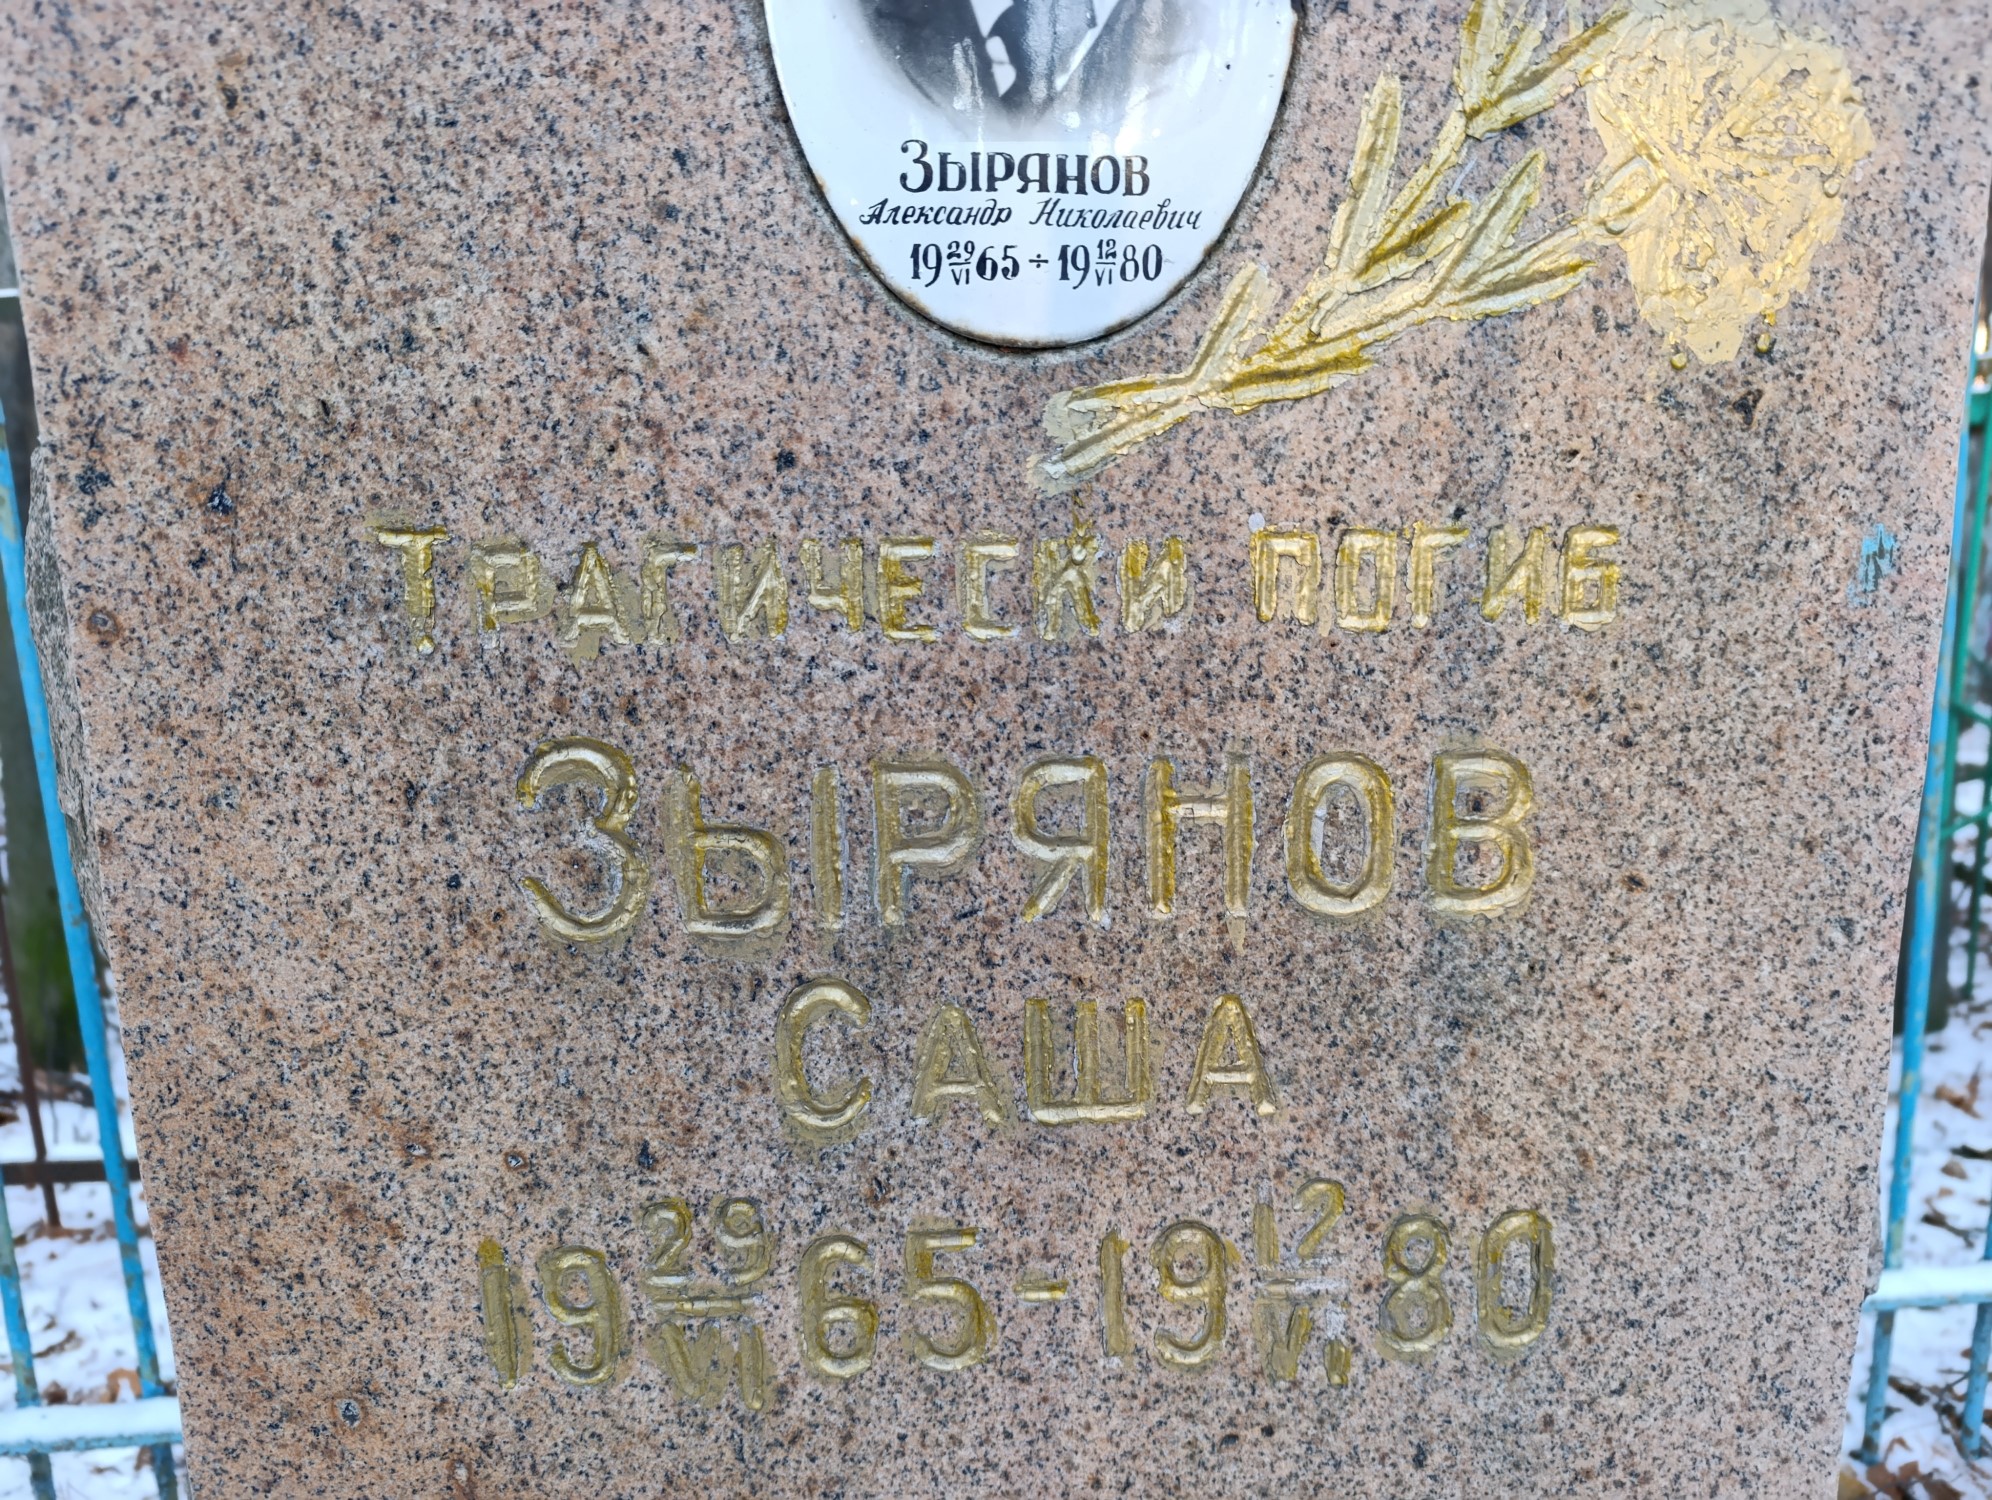 Зырянов
Александр Николаевич
19 29/VI 65 ÷ 19 12/VI 80
Трагически погиб
Зырянов
Саша
19 29/VI 65 - 19 12/VI 80